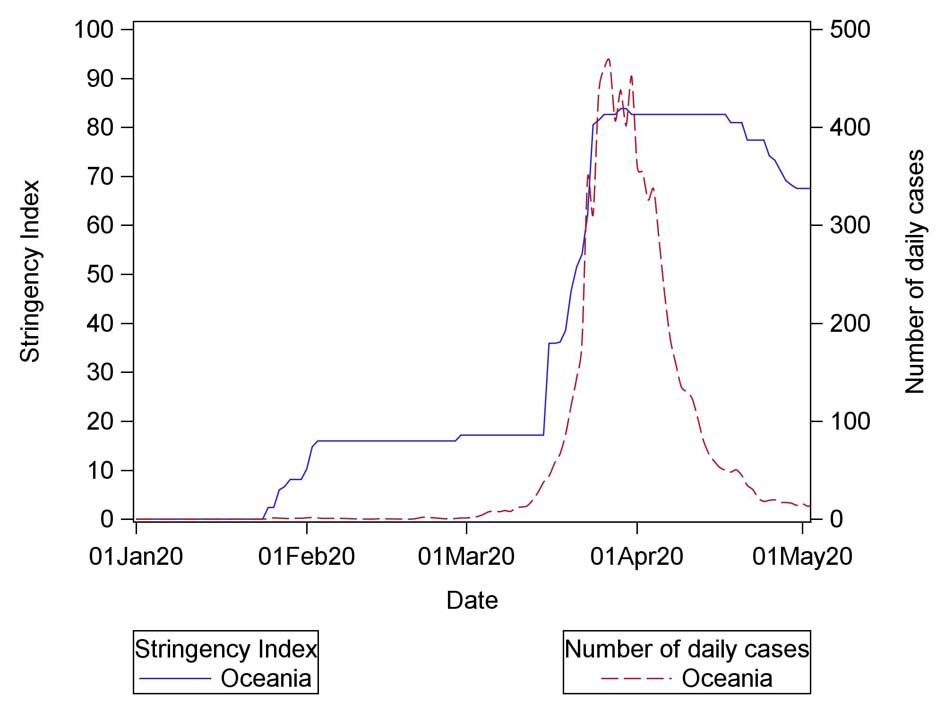 100
90
80
70
60
50
40
30
20
10
0
Stringency Index
500
400
300
200
100
0
Number of daily cases
01Jan20 01Feb20 01Mar20 01Apr20 01May20
Date
Stringency Index
Oceania
Number of daily cases
Oceania